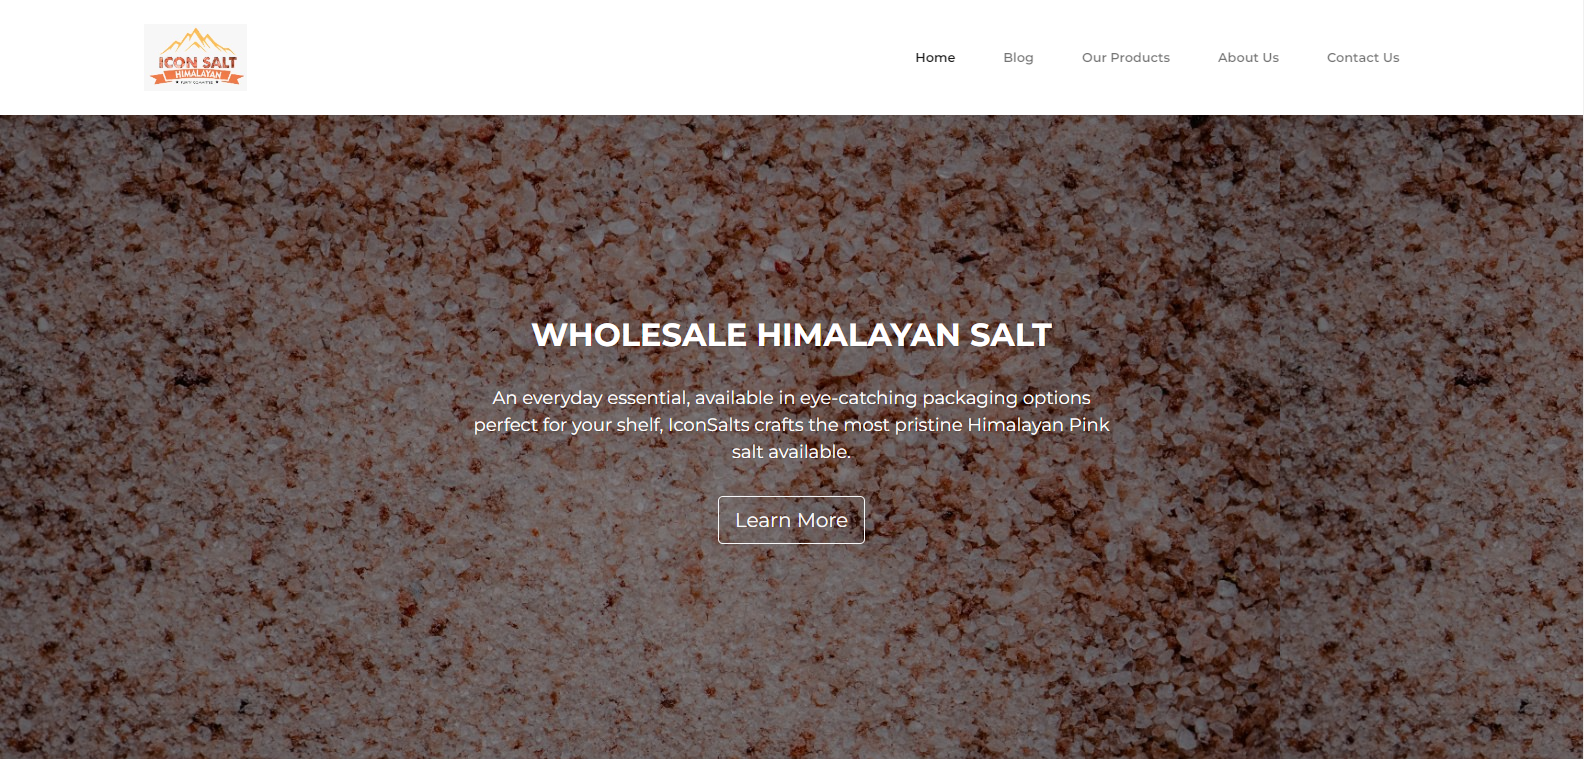 ICON SALT
HIMALAYAN
Home
Blog
Our Products
About Us
Contact Us
WHOLESALE HIMALAYAN SALT
An everyday essential, available in eye-catching packaging options
perfect for your shelf, IconSalts crafts the most pristine Himalayan Pink
salt available.
Learn More